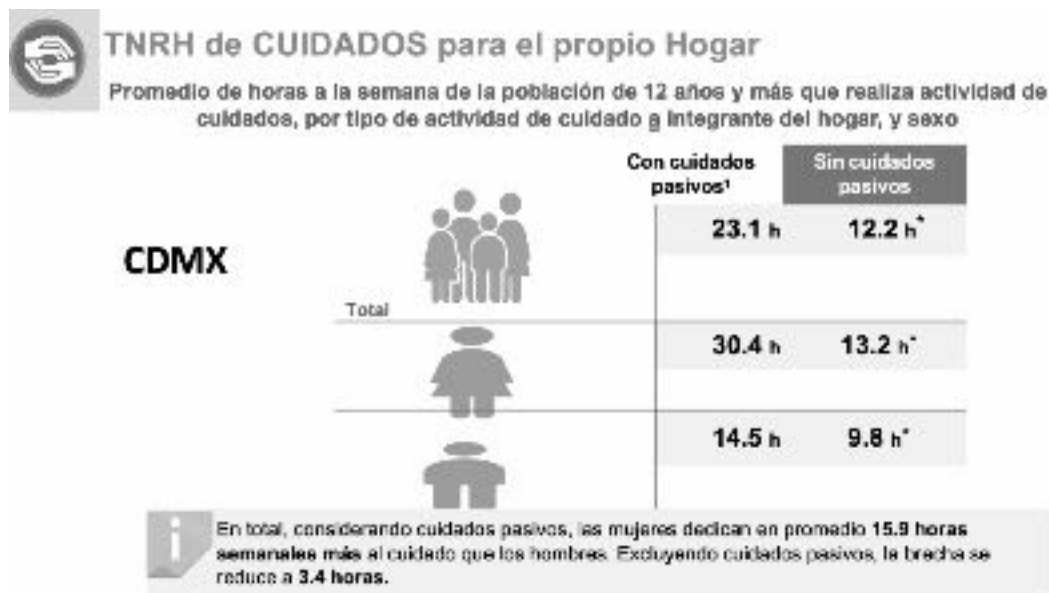 TNRH de CUIDADOS para el propio Hogar
Promedio de horas a la semana de la población de 12 años y más que realiza actividad de
cuidados, por tipo de actividad de cuidado a integrante del hogar, y sexo
Con cuidados
pasivos¹
Sin cuidados
pasivos
CDMX
23.1 h
12.2 h*
Total
30.4 h
13.2 h*
14.5 h
9.8 h*
i
En total, considerando cuidados pasivos, las mujeres dedican en promedio 15.9 horas
semanales más al cuidado que los hombres. Excluyendo cuidados pasivos, la brecha se
reduce a 3.4 horas.